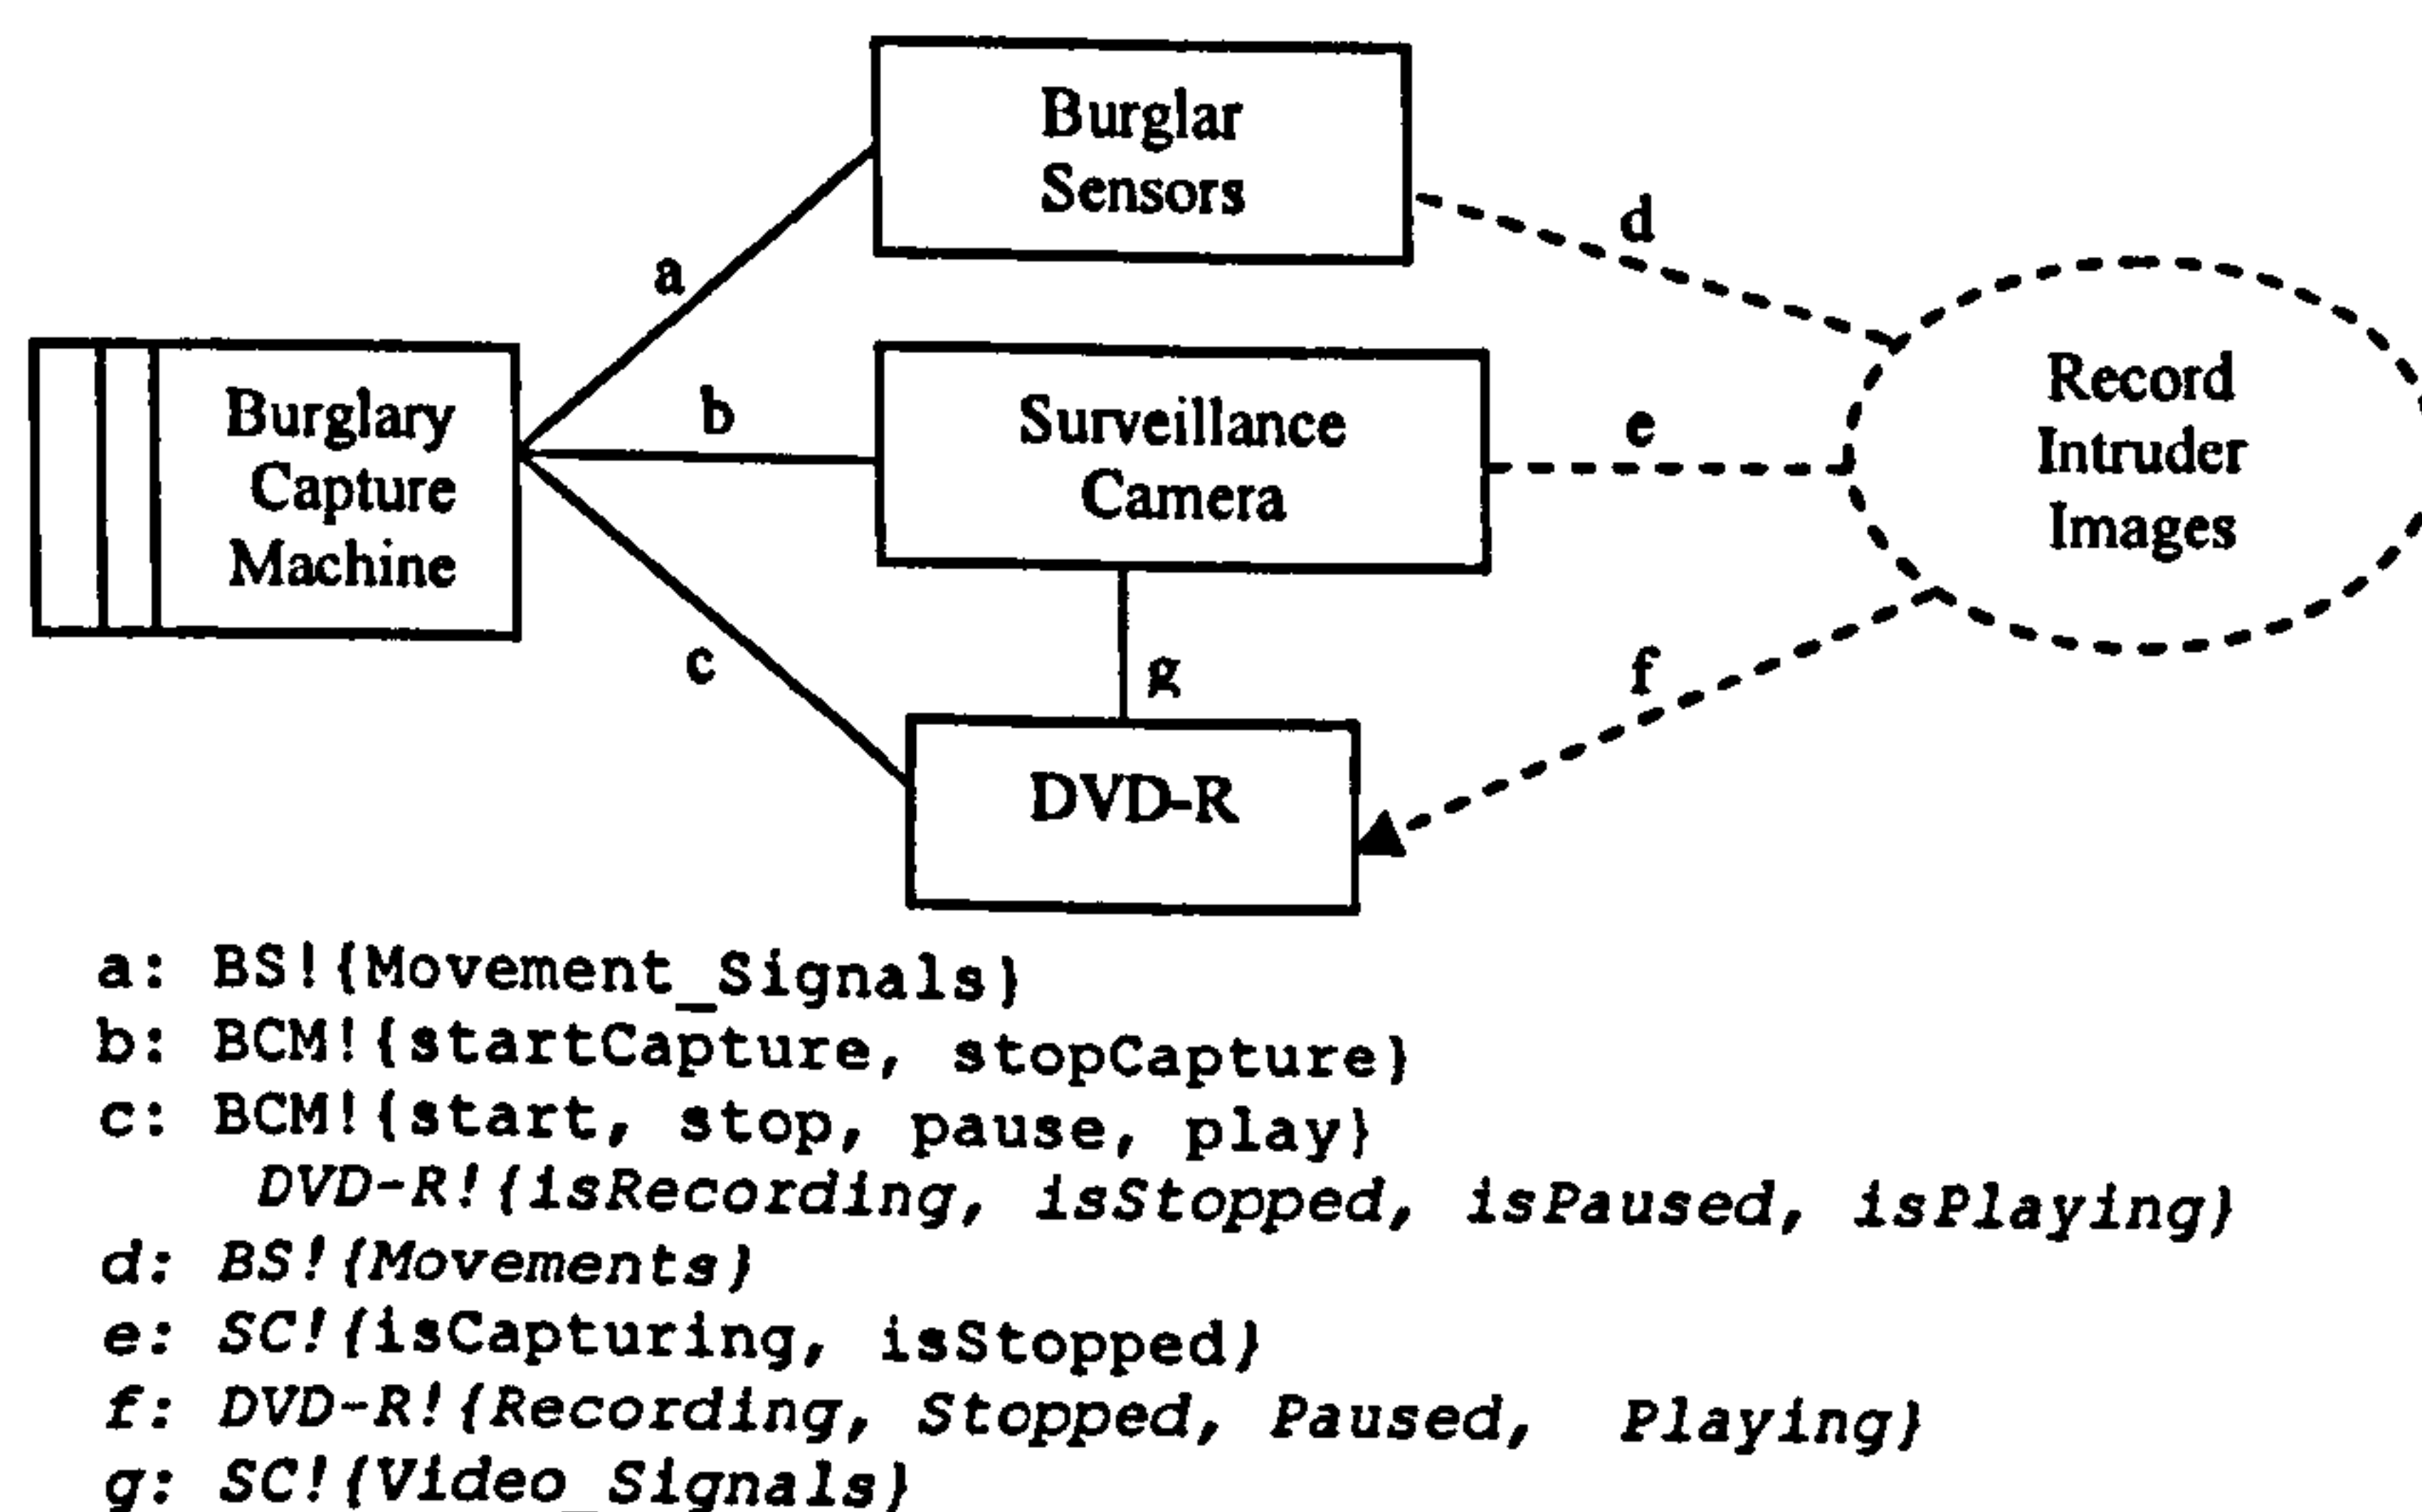 Burglar
Sensors
d
a
Burglary
Capture
Machine
b
Surveillance
Camera
e
Record
Intruder
Images
c
g
f
DVD-R
a: BS!{Movement_Signals}
b: BCM!{startCapture, stopCapture}
c: BCM!{start, stop, pause, play}
DVD-R!{isRecording, isStopped, isPaused, isPlaying}
d: BS!{Movements}
e: SC!{isCapturing, isStopped}
f: DVD-R!{Recording, Stopped, Paused, Playing}
g: SC!{Video_Signals}